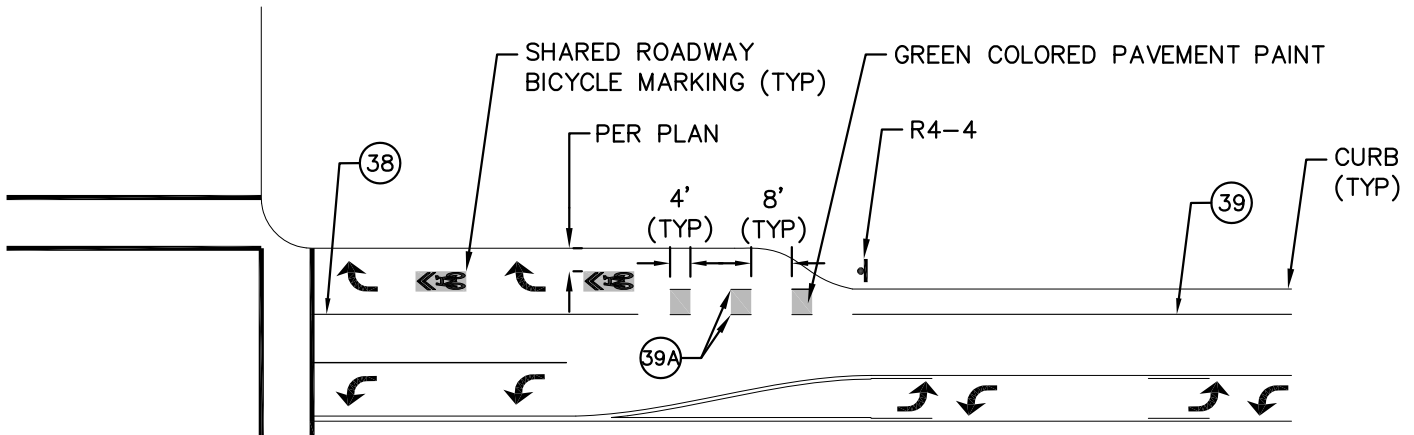 SHARED ROADWAY
BICYCLE MARKING (TYP)
GREEN COLORED PAVEMENT PAINT
PER PLAN
R4-4
38
4'
(TYP)
8'
(TYP)
39
CURB
(TYP)
39A